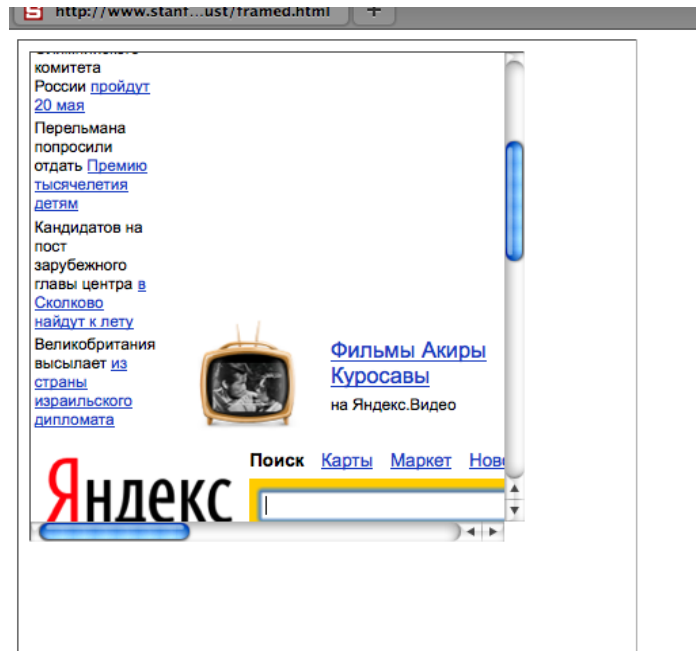 http://www.stanf...ust/framed.html
комитета
России пройдут
20 мая
Перельмана
попросили
отдать Премию
тысячелетия
детям
Кандидатов на
пост
зарубежного
главы центра в
Сколково
найдут к лету
Великобритания
высылает из
страны
израильского
дипломата
Фильмы Акиры
Куросавы
на Яндекс.Видео
Поиск Карты Маркет Ново
Яндекс